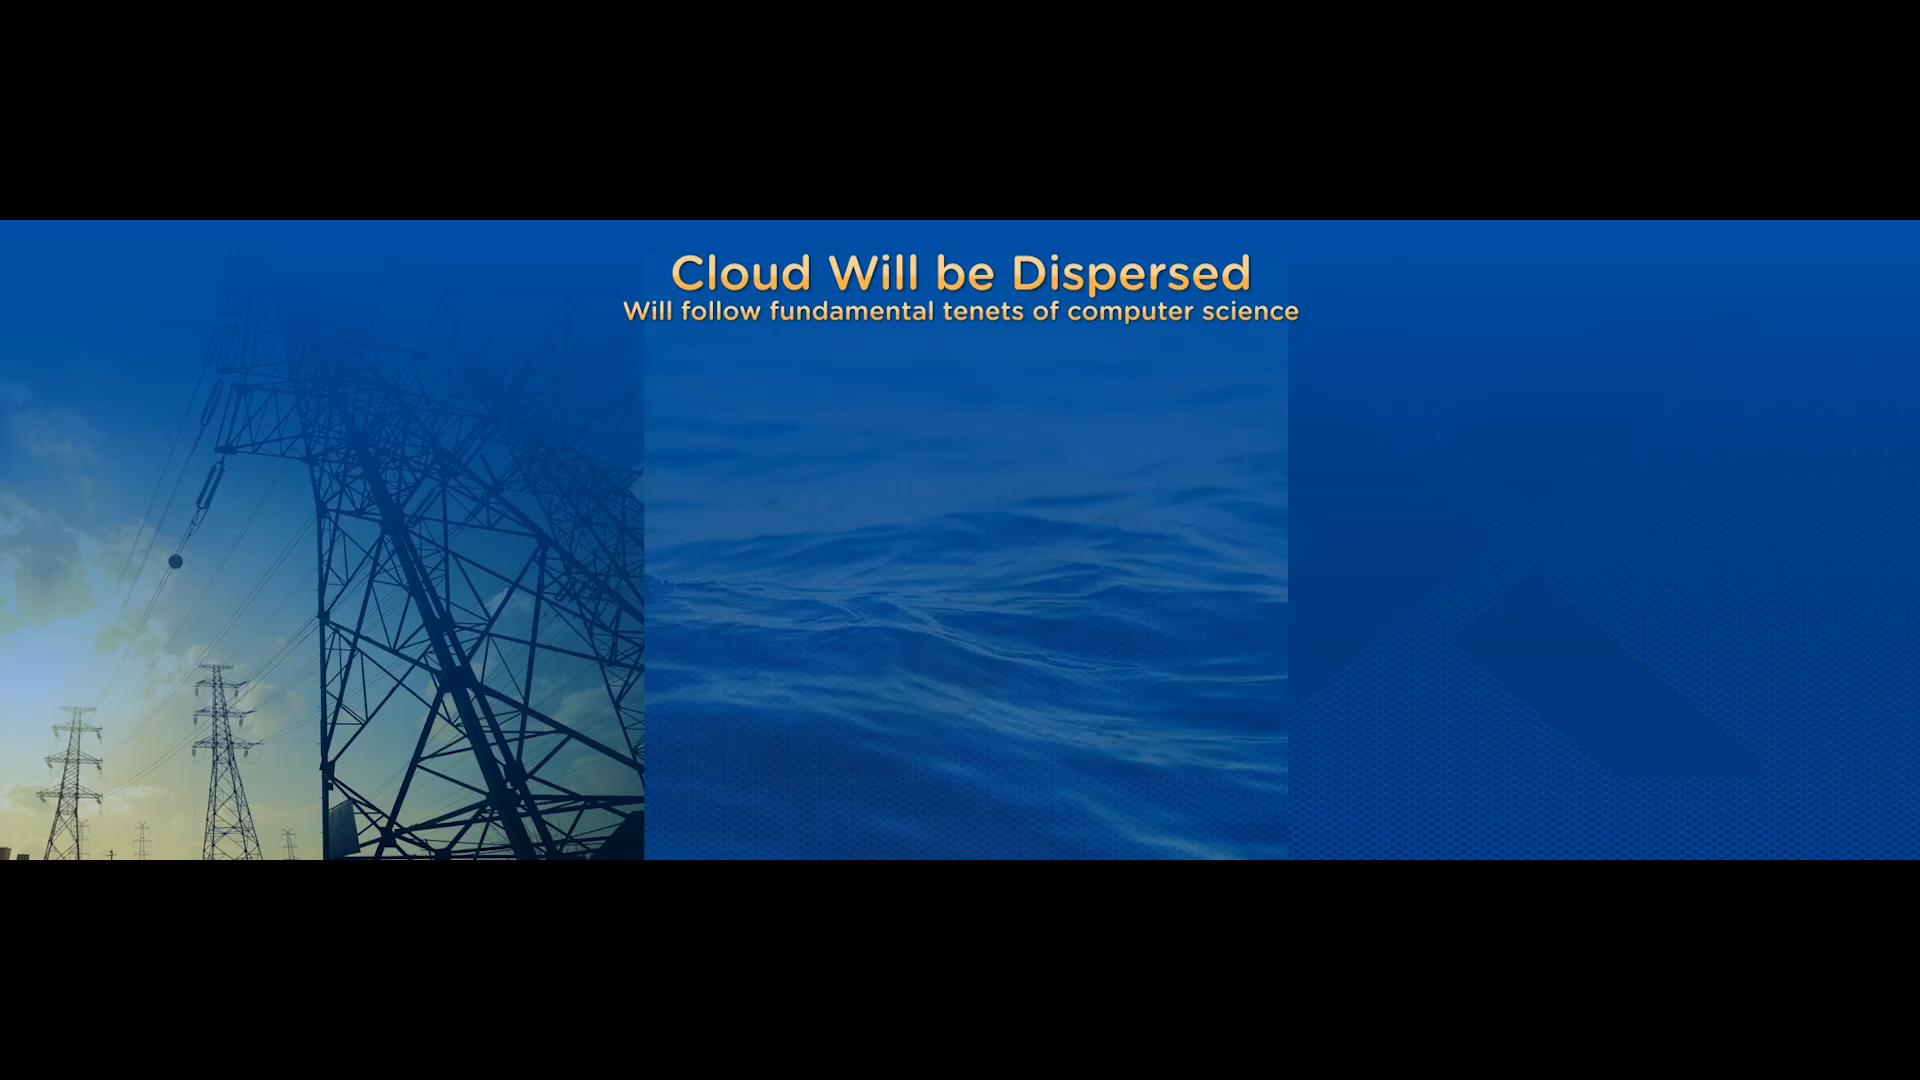 Cloud Will be Dispersed
Will follow fundamental tenets of computer science